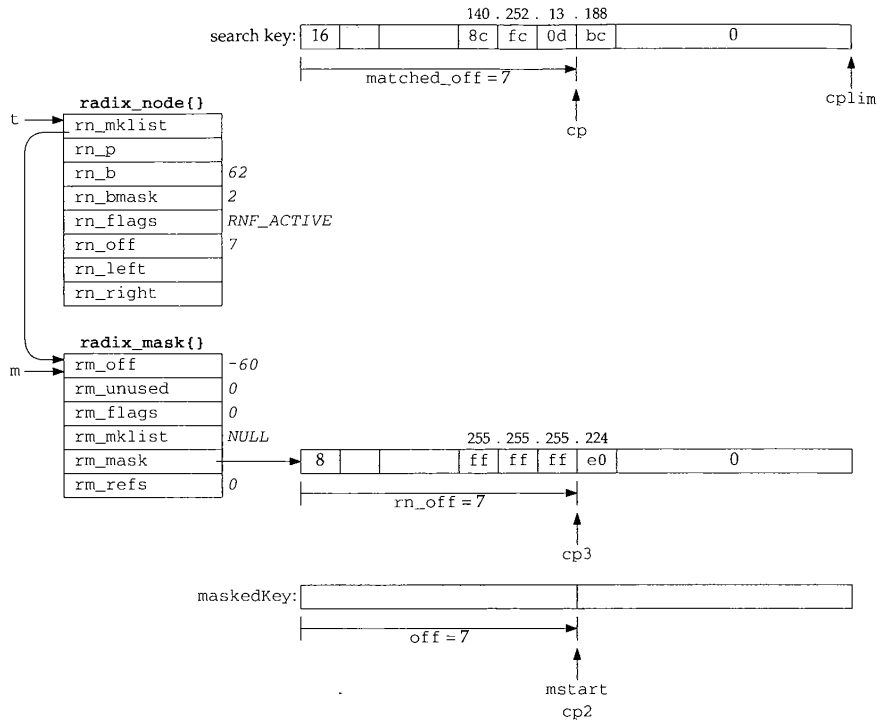 140 . 252 . 13 . 188
search key: 16 8c fc 0d bc 0
matched_off = 7
cp
cplim
radix_node{}
t
rn_mklist
rn_p
rn_b 62
rn_bmask 2
rn_flags RNF_ACTIVE
rn_off 7
rn_left
rn_right
radix_mask{}
m
rm_off -60
rm_unused 0
rm_flags 0
rm_mklist NULL
rm_mask
rm_refs 0
255 . 255 . 255 . 224
8 ff ff ff e0 0
rn_off = 7
cp3
maskedKey:
off = 7
mstart
cp2